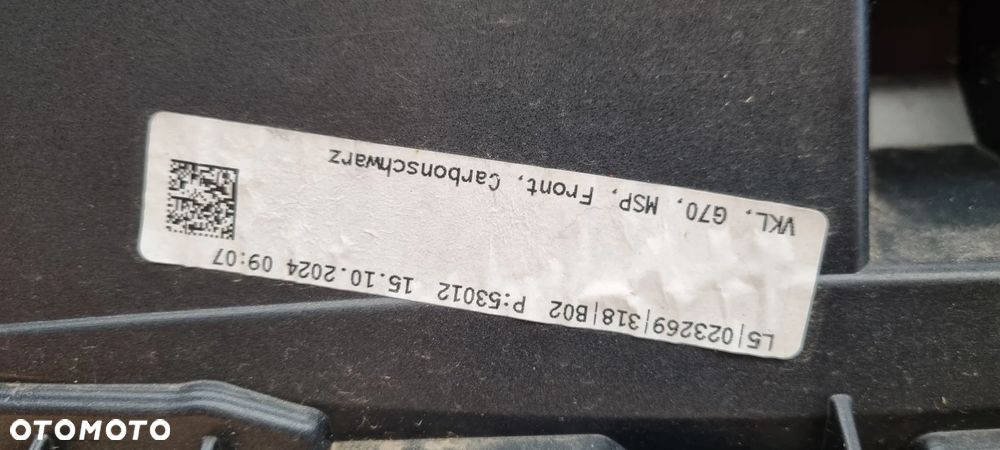 L5|023269|318|B02 P:53012 15.10.2024 09:07
VKL, G70, MSP, Front, Carbonschwarz
OTOMOTO